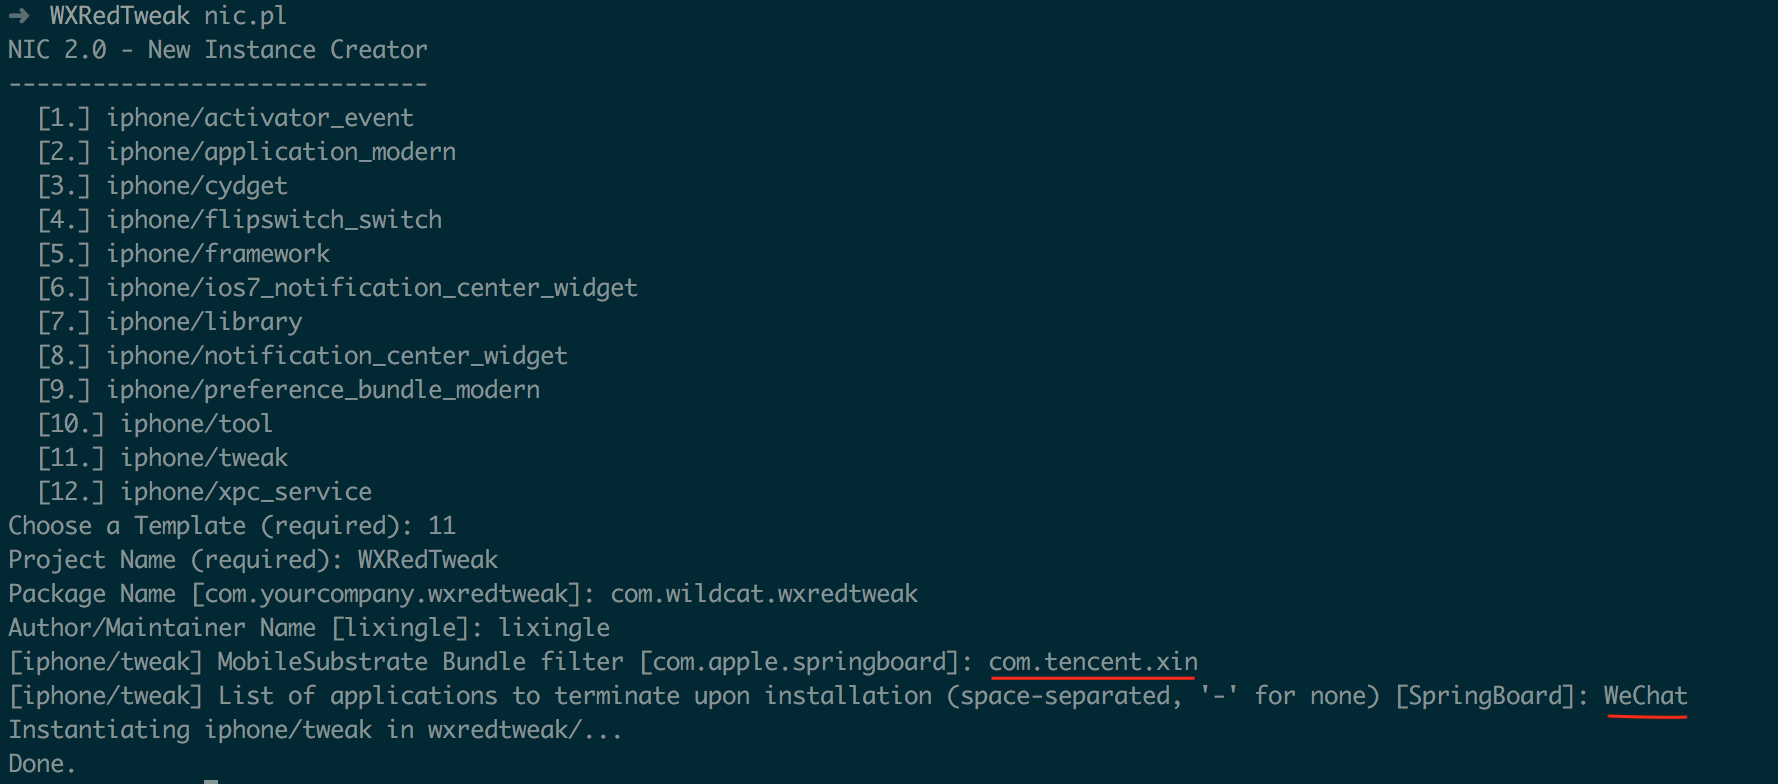 ➜ WXRedTweak nic.pl
NIC 2.0 - New Instance Creator
------------------------------
[1.] iphone/activator_event
[2.] iphone/application_modern
[3.] iphone/cydget
[4.] iphone/flipswitch_switch
[5.] iphone/framework
[6.] iphone/ios7_notification_center_widget
[7.] iphone/library
[8.] iphone/notification_center_widget
[9.] iphone/preference_bundle_modern
[10.] iphone/tool
[11.] iphone/tweak
[12.] iphone/xpc_service
Choose a Template (required): 11
Project Name (required): WXRedTweak
Package Name [com.yourcompany.wxredtweak]: com.wildcat.wxredtweak
Author/Maintainer Name [lixingle]: lixingle
[iphone/tweak] MobileSubstrate Bundle filter [com.apple.springboard]: com.tencent.xin
[iphone/tweak] List of applications to terminate upon installation (space-separated, '-' for none) [SpringBoard]: WeChat
Instantiating iphone/tweak in wxredtweak/...
Done.